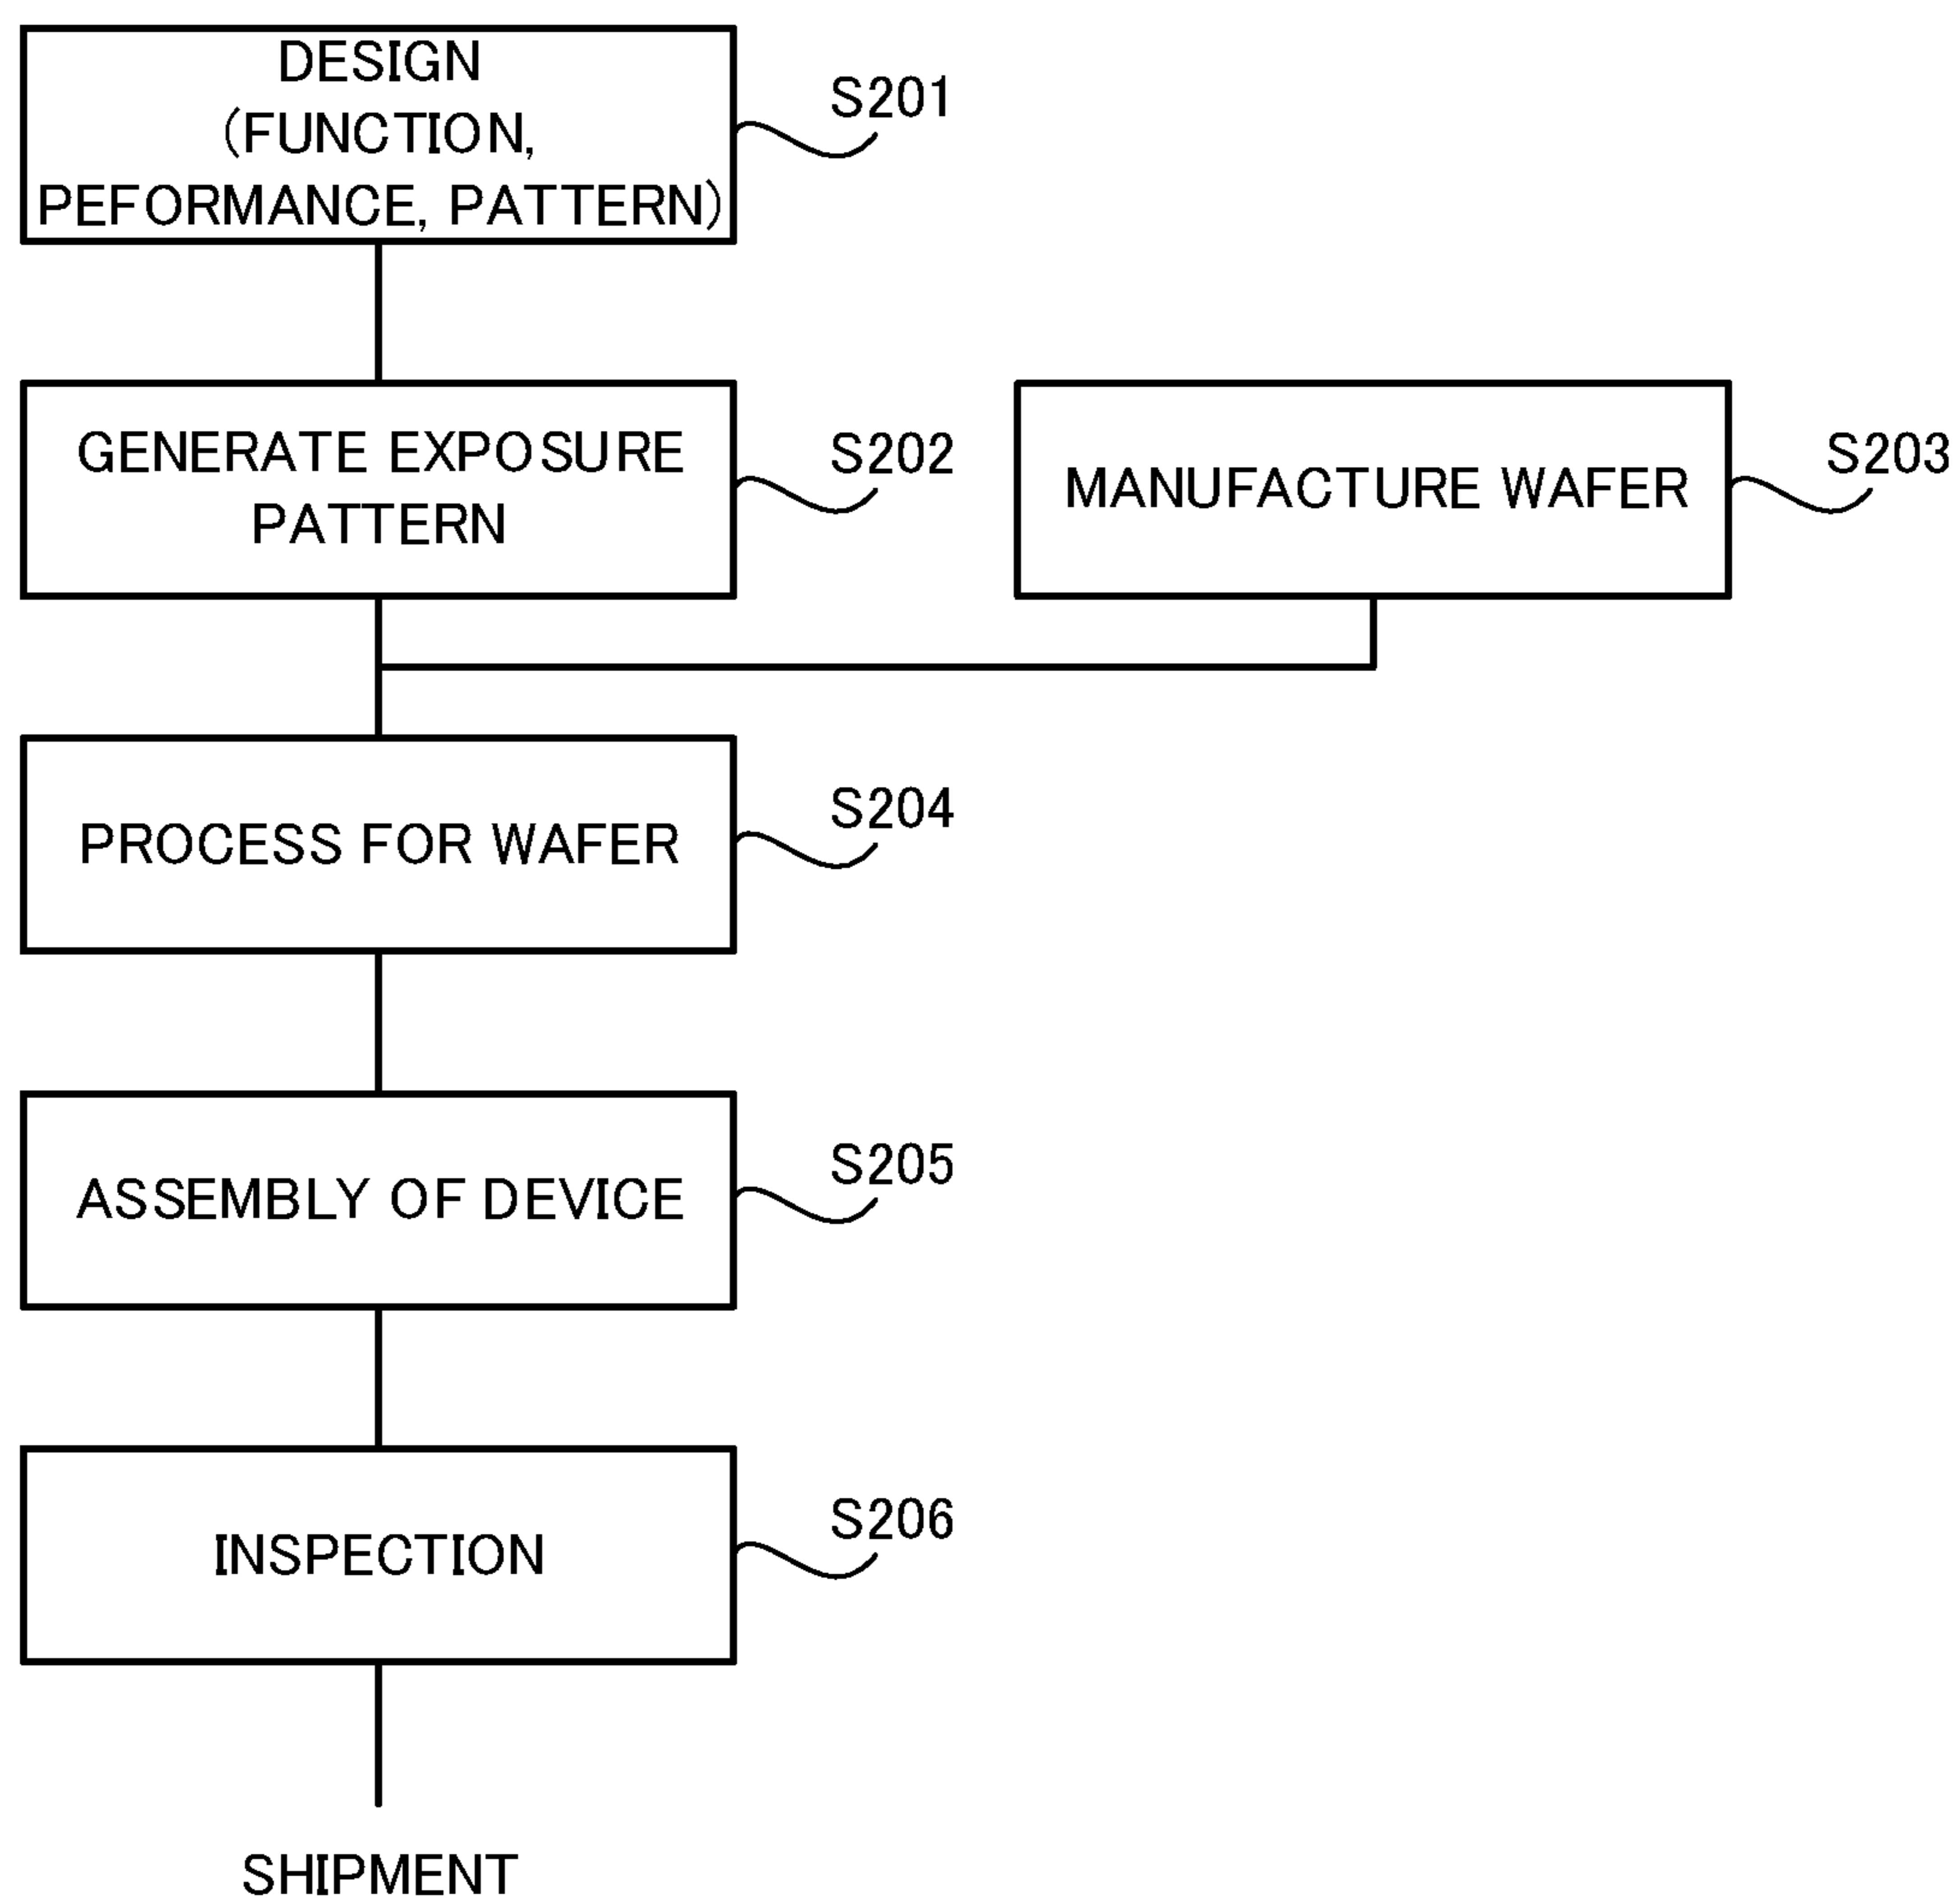 DESIGN
(FUNCTION,
PEFORMANCE, PATTERN)
S201
GENERATE EXPOSURE
PATTERN
S202
MANUFACTURE WAFER
S203
PROCESS FOR WAFER
S204
ASSEMBLY OF DEVICE
S205
INSPECTION
S206
SHIPMENT